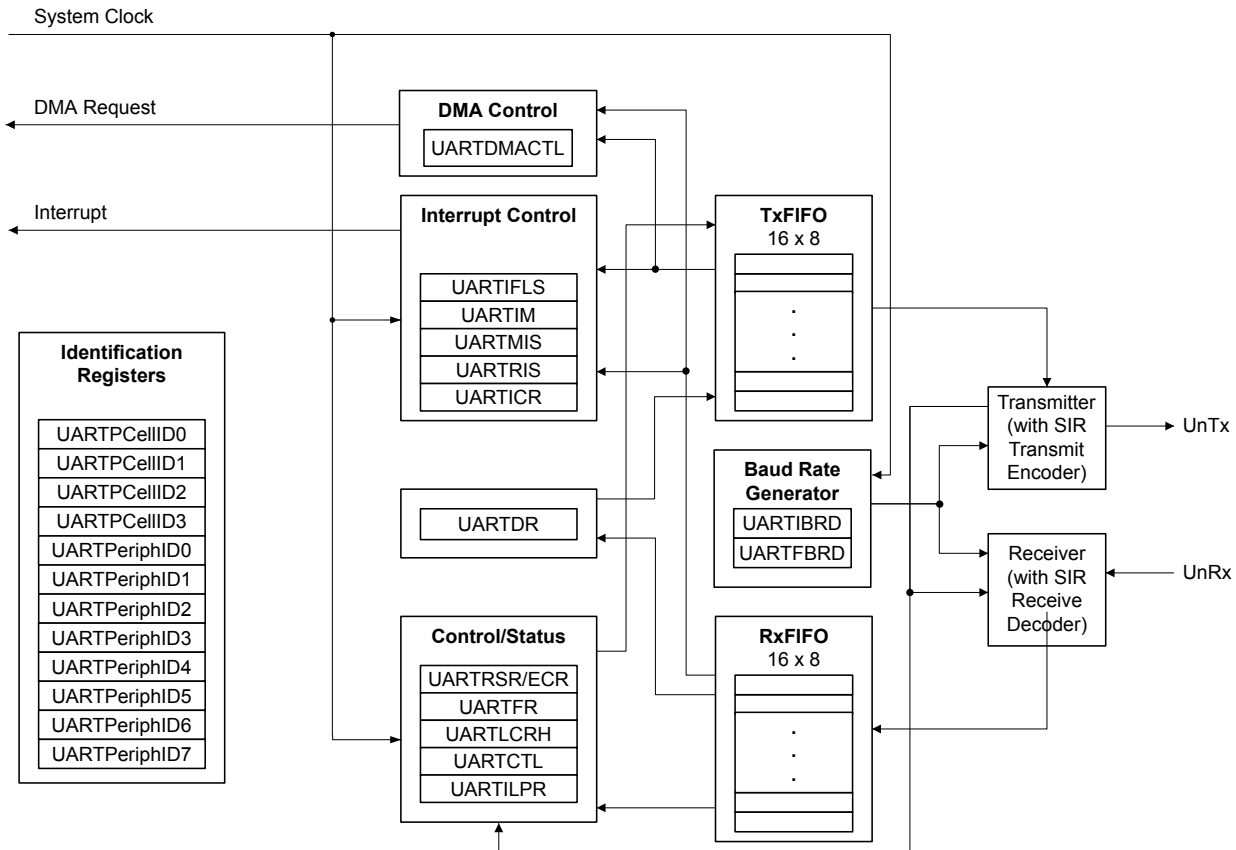 System Clock
DMA Request
DMA Control
UARTDMACTL
Interrupt
Interrupt Control
UARTIFLS
UARTIM
UARTMIS
UARTRIS
UARTICR
TxFIFO
16 x 8
.
.
.
Identification
Registers
UARTPCellID0
UARTPCellID1
UARTPCellID2
UARTPCellID3
UARTPeriphID0
UARTPeriphID1
UARTPeriphID2
UARTPeriphID3
UARTPeriphID4
UARTPeriphID5
UARTPeriphID6
UARTPeriphID7
UARTDR
Baud Rate
Generator
UARTIBRD
UARTFBRD
Transmitter
(with SIR
Transmit
Encoder)
UnTx
Receiver
(with SIR
Receive
Decoder)
UnRx
Control/Status
UARTRSR/ECR
UARTFR
UARTLCRH
UARTCTL
UARTILPR
RxFIFO
16 x 8
.
.
.